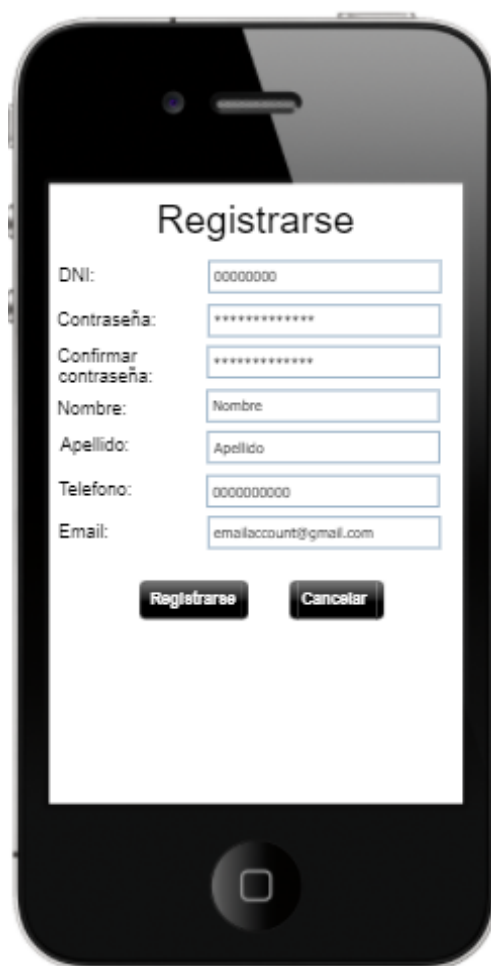 Registrarse
DNI: 00000000
Contraseña: *************
Confirmar
contraseña: *************
Nombre: Nombre
Apellido: Apellido
Telefono: 0000000000
Email: emailaccount@gmail.com
Registrarse Cancelar